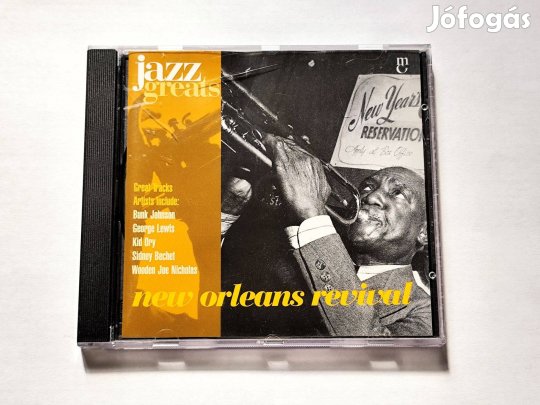 Jófogás
jazz
greats
mc
New Year's
RESERVATION
Great Tracks
Artists Include:
Bunk Johnson
George Lewis
Kid Ory
Sidney Bechet
Wooden Joe Nicholas
new orleans revival